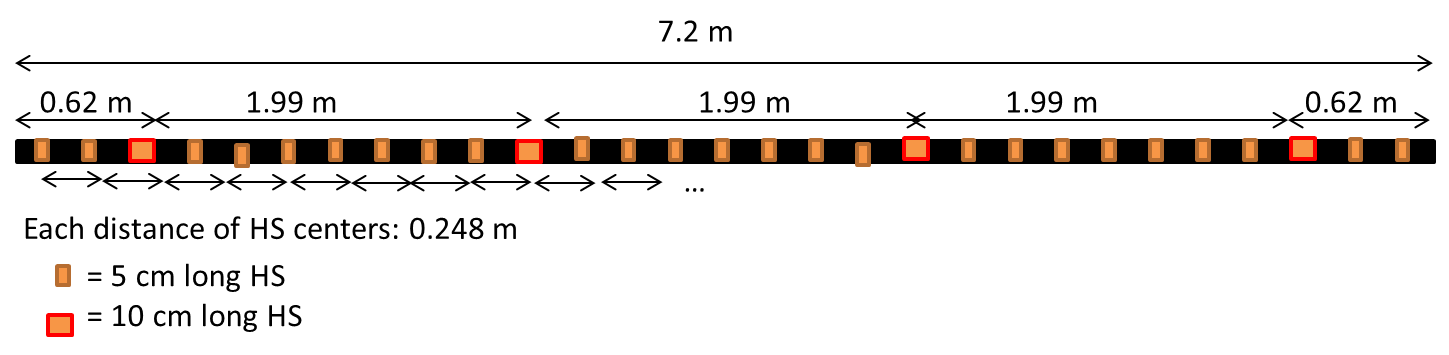 7.2 m
0.62 m 1.99 m 1.99 m 1.99 m 0.62 m
...
Each distance of HS centers: 0.248 m
= 5 cm long HS
= 10 cm long HS